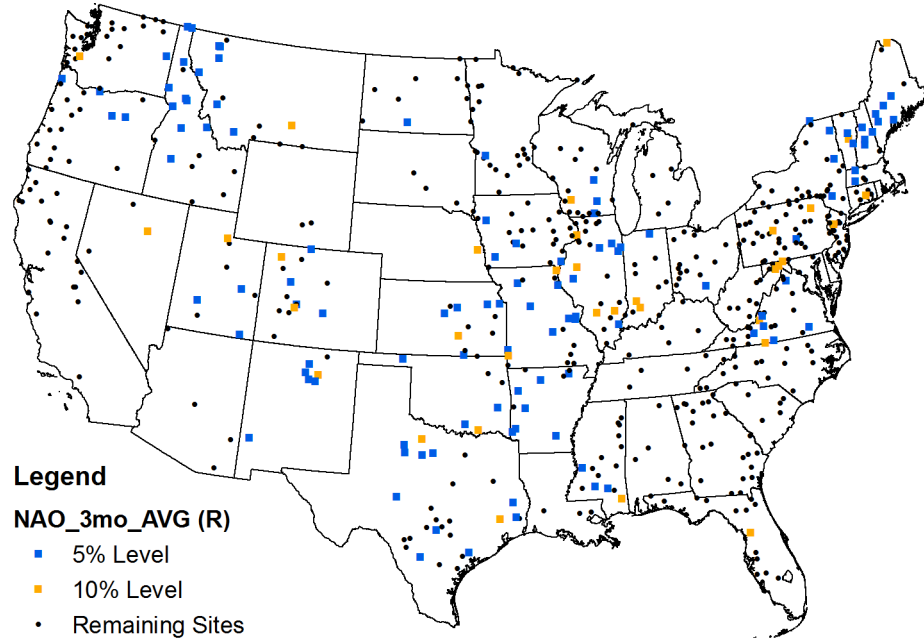 Legend
NAO_3mo_AVG (R)
5% Level
10% Level
Remaining Sites